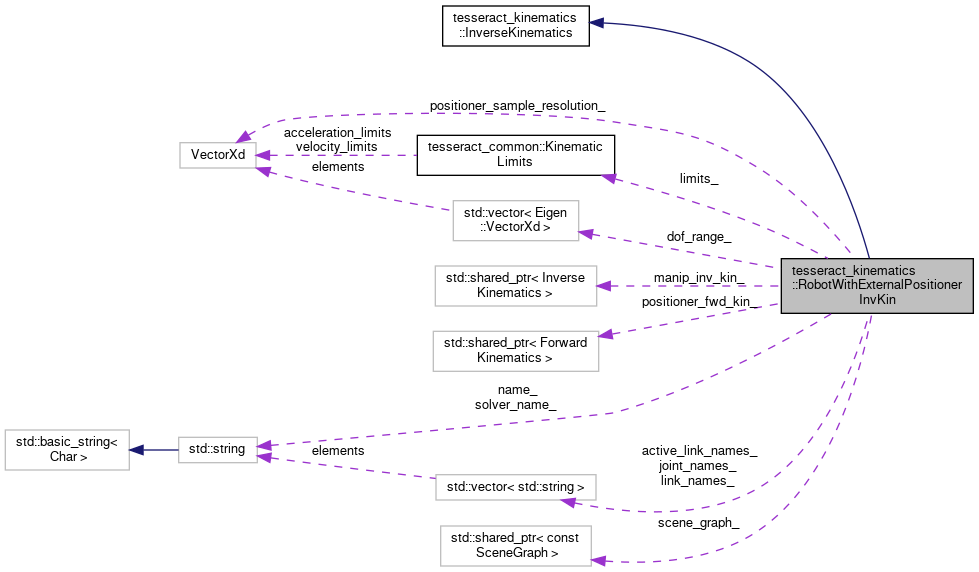 tesseract_kinematics
::InverseKinematics
positioner_sample_resolution_
acceleration_limits
velocity_limits
VectorXd
tesseract_common::Kinematic
Limits
elements
limits_
std::vector< Eigen
::VectorXd >
dof_range_
tesseract_kinematics
::RobotWithExternalPositioner
InvKin
std::shared_ptr< Inverse
Kinematics >
manip_inv_kin_
positioner_fwd_kin_
std::shared_ptr< Forward
Kinematics >
name_
solver_name_
std::basic_string<
Char >
std::string
elements
active_link_names_
joint_names_
link_names_
std::vector< std::string >
scene_graph_
std::shared_ptr< const
SceneGraph >